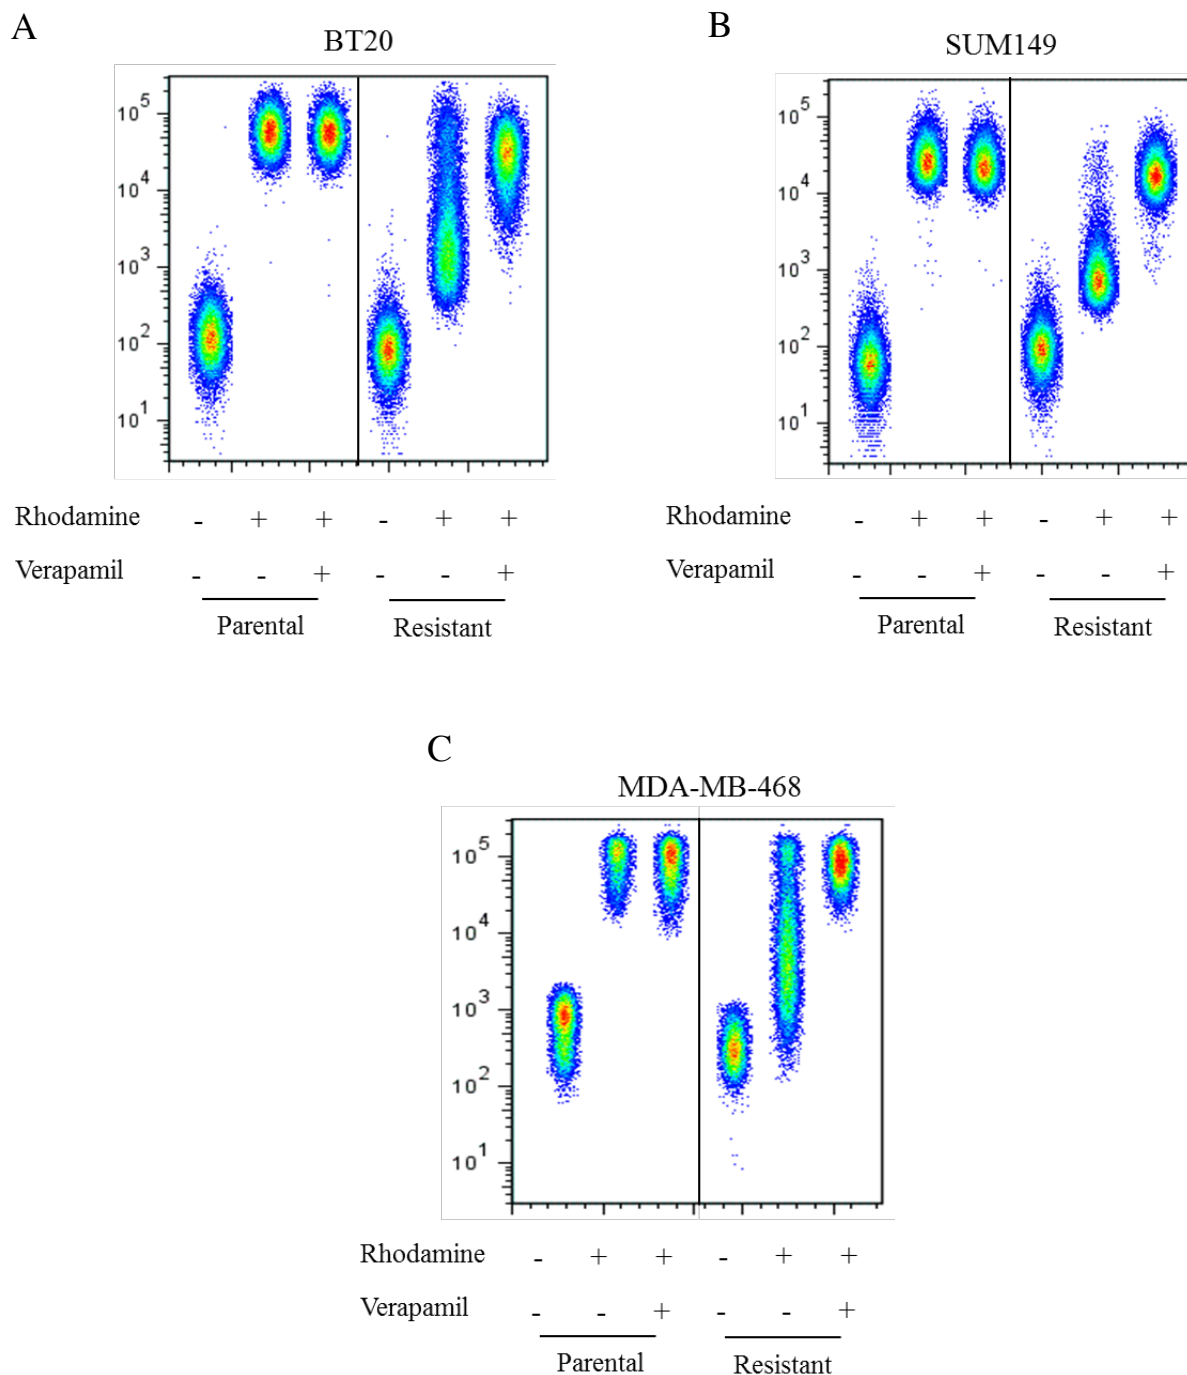 A
BT20
10^5
10^4
10^3
10^2
10^1
Rhodamine - + + - + +
Verapamil - - + - - +
Parental Resistant
B
SUM149
10^5
10^4
10^3
10^2
10^1
Rhodamine - + + - + +
Verapamil - - + - - +
Parental Resistant
C
MDA-MB-468
10^5
10^4
10^3
10^2
10^1
Rhodamine - + + - + +
Verapamil - - + - - +
Parental Resistant